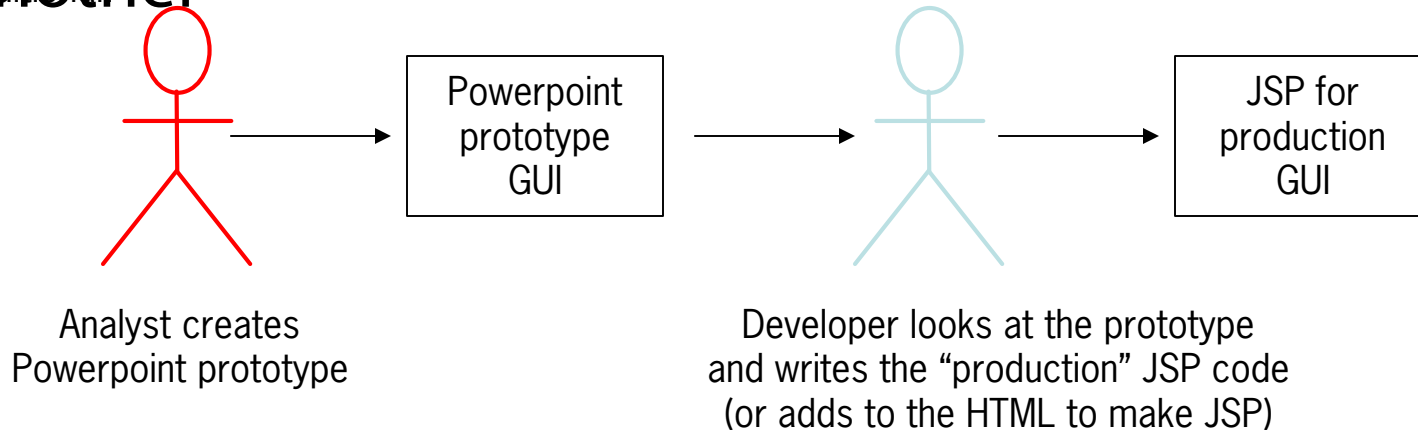 Powerpoint
prototype
GUI
JSP for
production
GUI
Analyst creates
Powerpoint prototype
Developer looks at the prototype
and writes the “production” JSP code
(or adds to the HTML to make JSP)